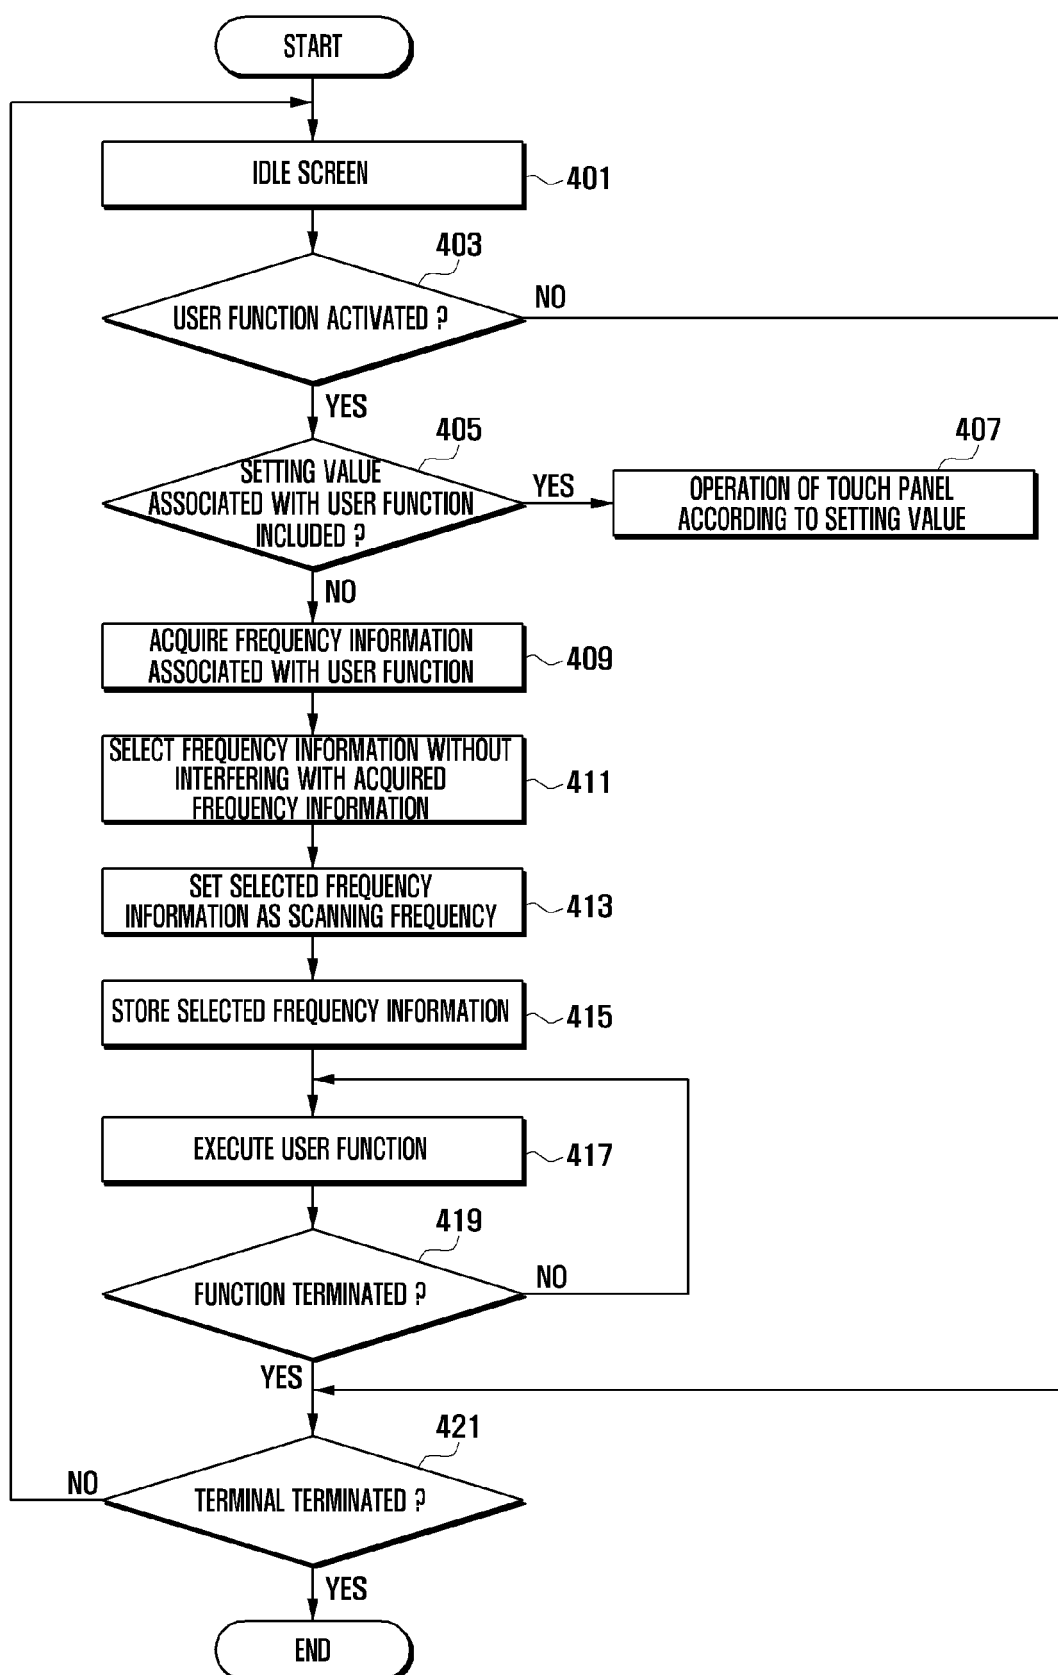 START
IDLE SCREEN
401
403
USER FUNCTION ACTIVATED ?
NO
YES
405
SETTING VALUE
ASSOCIATED WITH USER FUNCTION
INCLUDED ?
YES
407
OPERATION OF TOUCH PANEL
ACCORDING TO SETTING VALUE
NO
ACQUIRE FREQUENCY INFORMATION
ASSOCIATED WITH USER FUNCTION
409
SELECT FREQUENCY INFORMATION WITHOUT
INTERFERING WITH ACQUIRED
FREQUENCY INFORMATION
411
SET SELECTED FREQUENCY
INFORMATION AS SCANNING FREQUENCY
413
STORE SELECTED FREQUENCY INFORMATION
415
EXECUTE USER FUNCTION
417
419
FUNCTION TERMINATED ?
NO
YES
421
NO
TERMINAL TERMINATED ?
YES
END